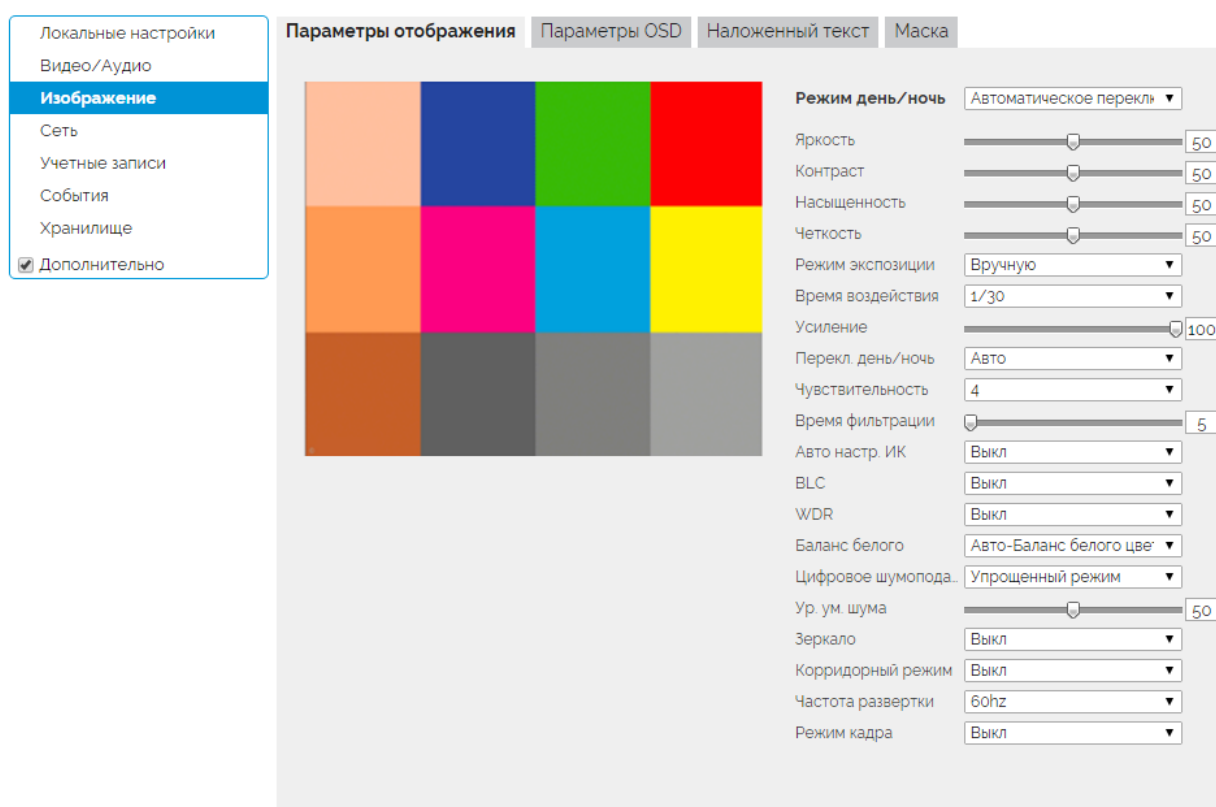 Локальные настройки
Видео/Аудио
Изображение
Сеть
Учетные записи
События
Хранилище
Дополнительно
Параметры отображения Параметры OSD Наложенный текст Маска
Режим день/ночь Автоматическое перекл
Яркость 50
Контраст 50
Насыщенность 50
Четкость 50
Режим экспозиции Вручную
Время воздействия 1/30
Усиление 100
Перекл. день/ночь Авто
Чувствительность 4
Время фильтрации 5
Авто настр. ИК Выкл
BLC Выкл
WDR Выкл
Баланс белого Авто-Баланс белого цвет
Цифровое шумопода... Упрощенный режим
Ур. ум. шума 50
Зеркало Выкл
Корридорный режим Выкл
Частота развертки 60hz
Режим кадра Выкл